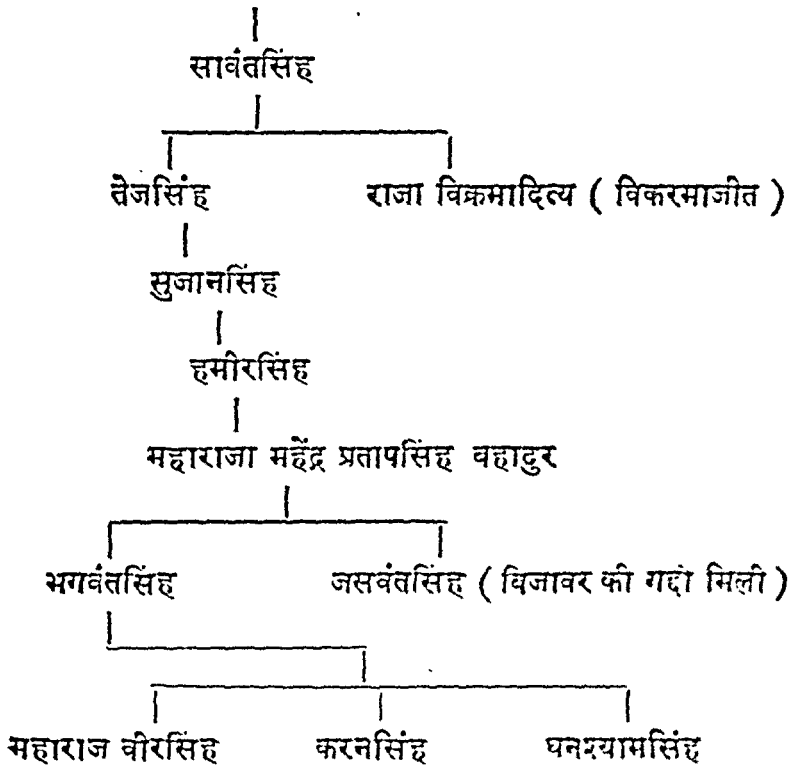 सावंतसिंह
तेजसिंह राजा विक्रमादित्य ( विकरमाजीत )
सुजानसिंह
हमीरसिंह
महाराजा महेंद्र प्रतापसिंह वहादुर
भगवंतसिंह जसवंतसिंह ( विजावर की गद्दी मिली )
महाराज वीरसिंह करनसिंह घनश्यामसिंह